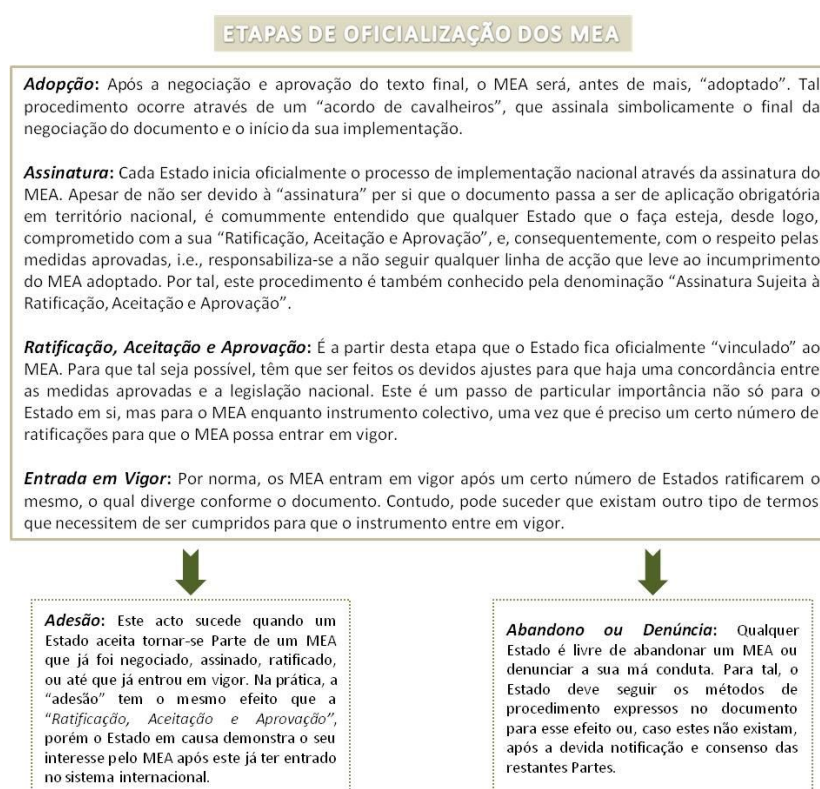 ETAPAS DE OFICIALIZAÇÃO DOS MEA
Adopção: Após a negociação e aprovação do texto final, o MEA será, antes de mais, “adoptado”. Tal
procedimento ocorre através de um “acordo de cavalheiros”, que assinala simbolicamente o final da
negociação do documento e o início da sua implementação.
Assinatura: Cada Estado inicia oficialmente o processo de implementação nacional através da assinatura do
MEA. Apesar de não ser devido à “assinatura” per si que o documento passa a ser de aplicação obrigatória
em território nacional, é comummente entendido que qualquer Estado que o faça esteja, desde logo,
comprometido com a sua “Ratificação, Aceitação e Aprovação”, e, consequentemente, com o respeito pelas
medidas aprovadas, i.e., responsabiliza-se a não seguir qualquer linha de acção que leve ao incumprimento
do MEA adoptado. Por tal, este procedimento é também conhecido pela denominação “Assinatura Sujeita à
Ratificação, Aceitação e Aprovação”.
Ratificação, Aceitação e Aprovação: É a partir desta etapa que o Estado fica oficialmente “vinculado” ao
MEA. Para que tal seja possível, têm que ser feitos os devidos ajustes para que haja uma concordância entre
as medidas aprovadas e a legislação nacional. Este é um passo de particular importância não só para o
Estado em si, mas para o MEA enquanto instrumento colectivo, uma vez que é preciso um certo número de
ratificações para que o MEA possa entrar em vigor.
Entrada em Vigor: Por norma, os MEA entram em vigor após um certo número de Estados ratificarem o
mesmo, o qual diverge conforme o documento. Contudo, pode suceder que existam outro tipo de termos
que necessitem de ser cumpridos para que o instrumento entre em vigor.
Adesão: Este acto sucede quando um
Estado aceita tornar-se Parte de um MEA
que já foi negociado, assinado, ratificado,
ou até que já entrou em vigor. Na prática, a
“adesão” tem o mesmo efeito que a
“Ratificação, Aceitação e Aprovação”,
porém o Estado em causa demonstra o seu
interesse pelo MEA após este já ter entrado
no sistema internacional.
Abandono ou Denúncia: Qualquer
Estado é livre de abandonar um MEA ou
denunciar a sua má conduta. Para tal, o
Estado deve seguir os métodos de
procedimento expressos no documento
para esse efeito ou, caso estes não existam,
após a devida notificação e consenso das
restantes Partes.